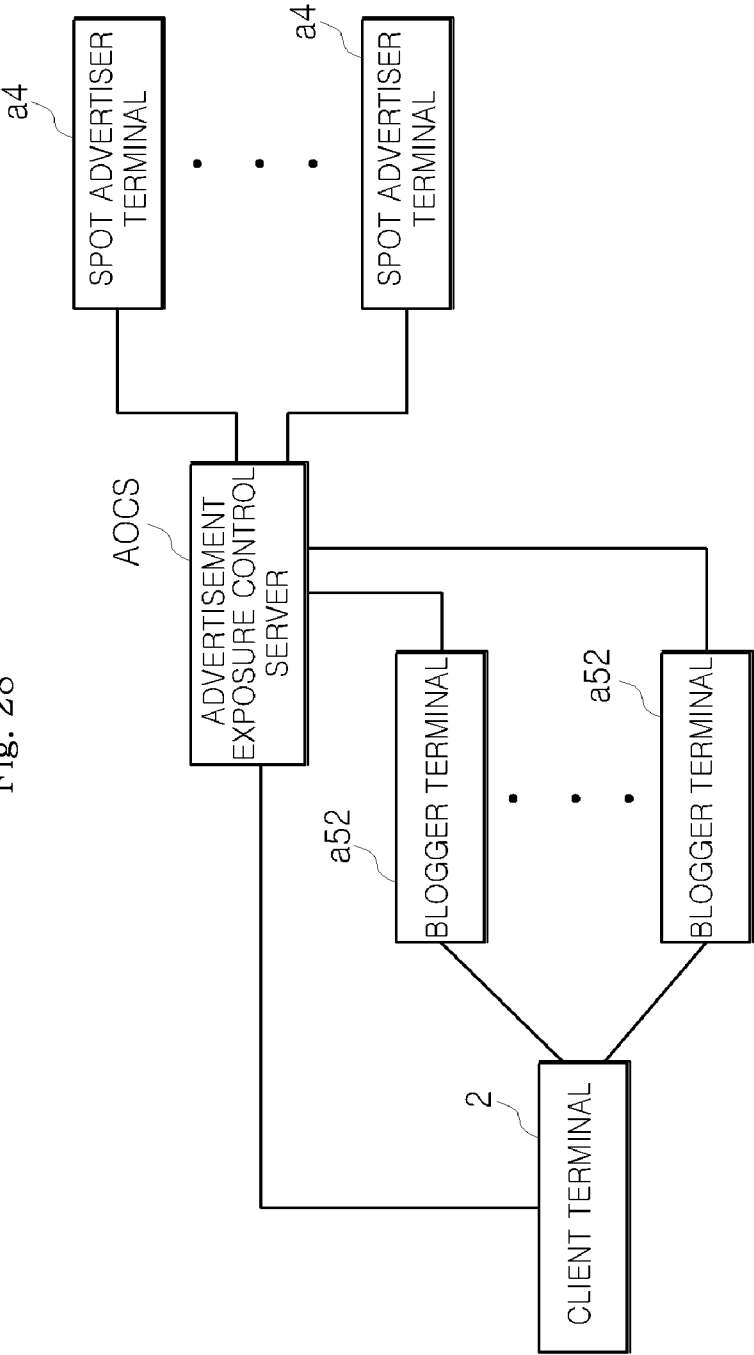 Fig. 28
a4
SPOT ADVERTISER
TERMINAL
AOCS
ADVERTISEMENT
EXPOSURE CONTROL
SERVER
a4
SPOT ADVERTISER
TERMINAL
a52
BLOGGER TERMINAL
2
CLIENT TERMINAL
a52
BLOGGER TERMINAL